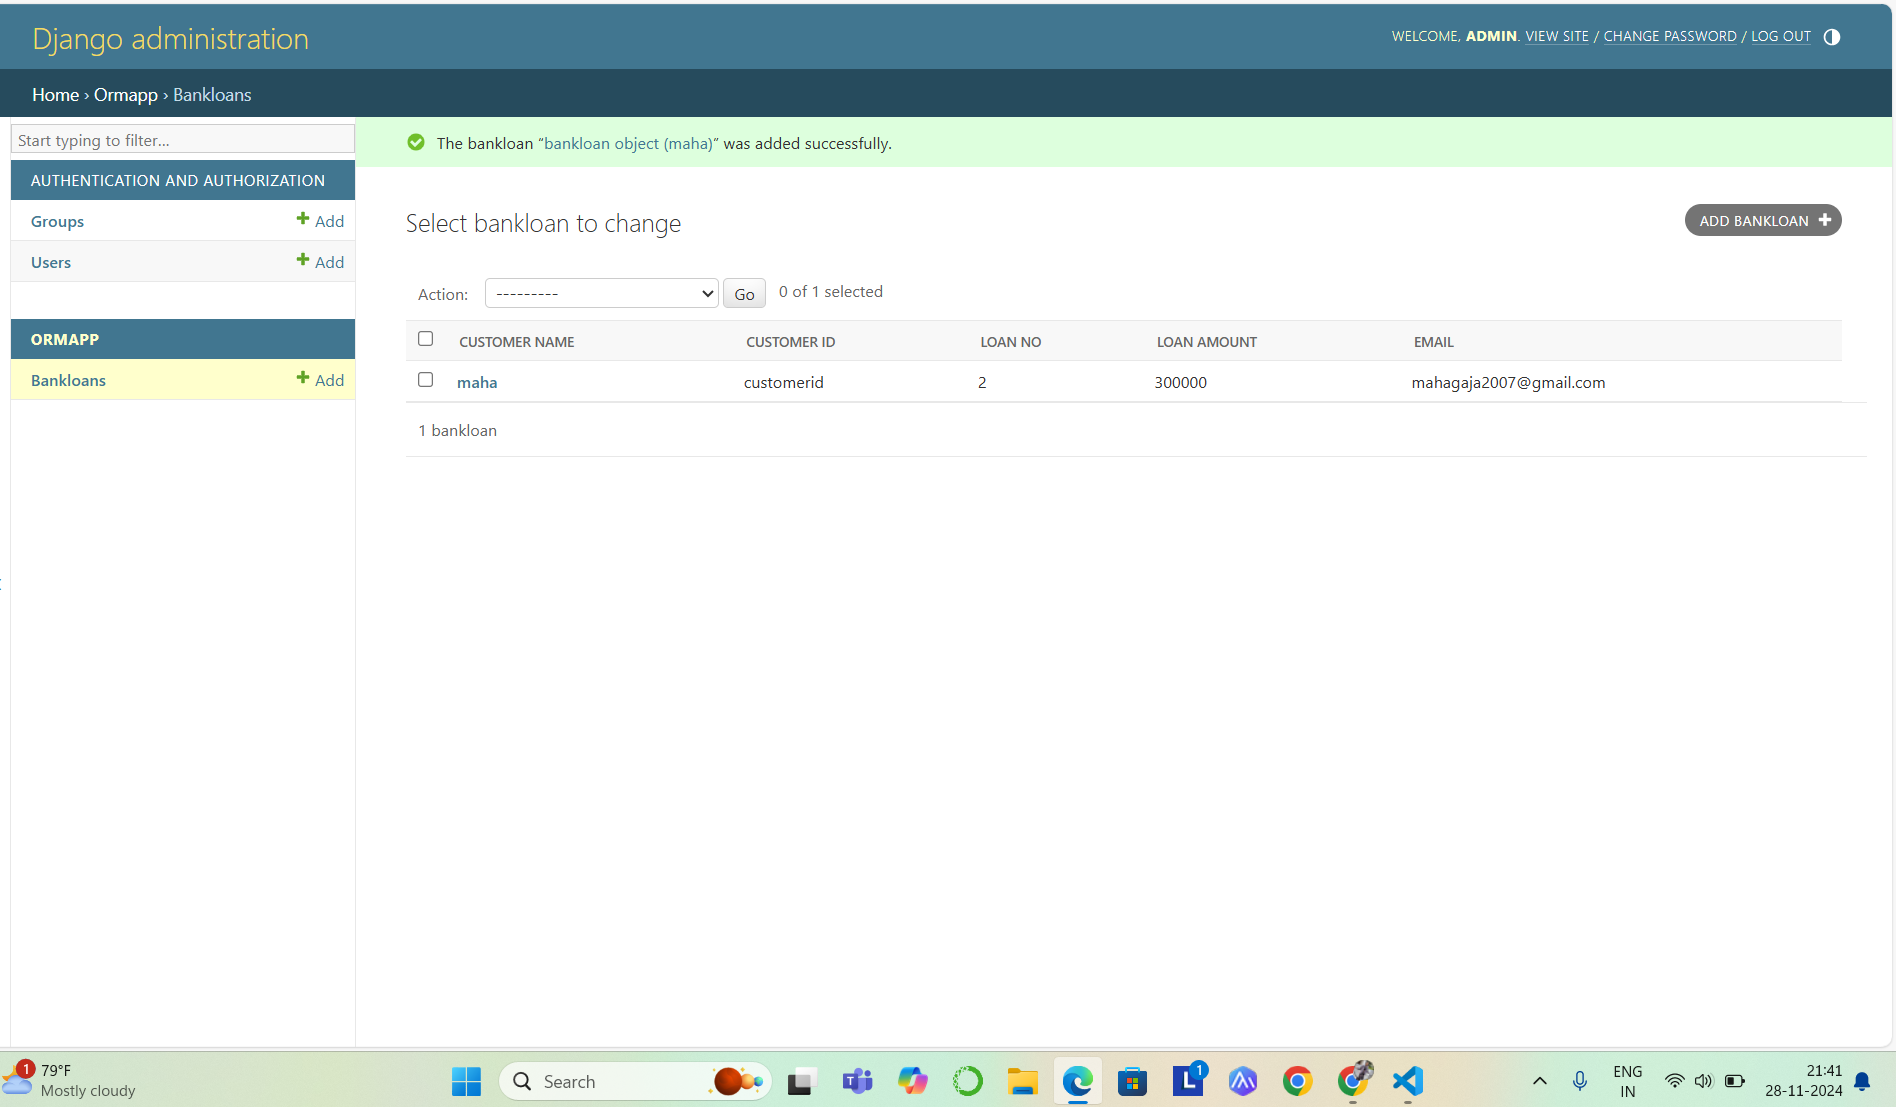 Django administration
WELCOME, ADMIN. VIEW SITE / CHANGE PASSWORD / LOG OUT
Home › Ormapp › Bankloans
Start typing to filter...
The bankloan “bankloan object (maha)” was added successfully.
AUTHENTICATION AND AUTHORIZATION
Groups Add
Users Add
ORMAPP
Bankloans Add
Select bankloan to change
ADD BANKLOAN
Action: --------- Go 0 of 1 selected
CUSTOMER NAME CUSTOMER ID LOAN NO LOAN AMOUNT EMAIL
maha customerid 2 300000 mahagaja2007@gmail.com
1 bankloan
1
79°F
Mostly cloudy
Search
1
ENG
IN
21:41
28-11-2024